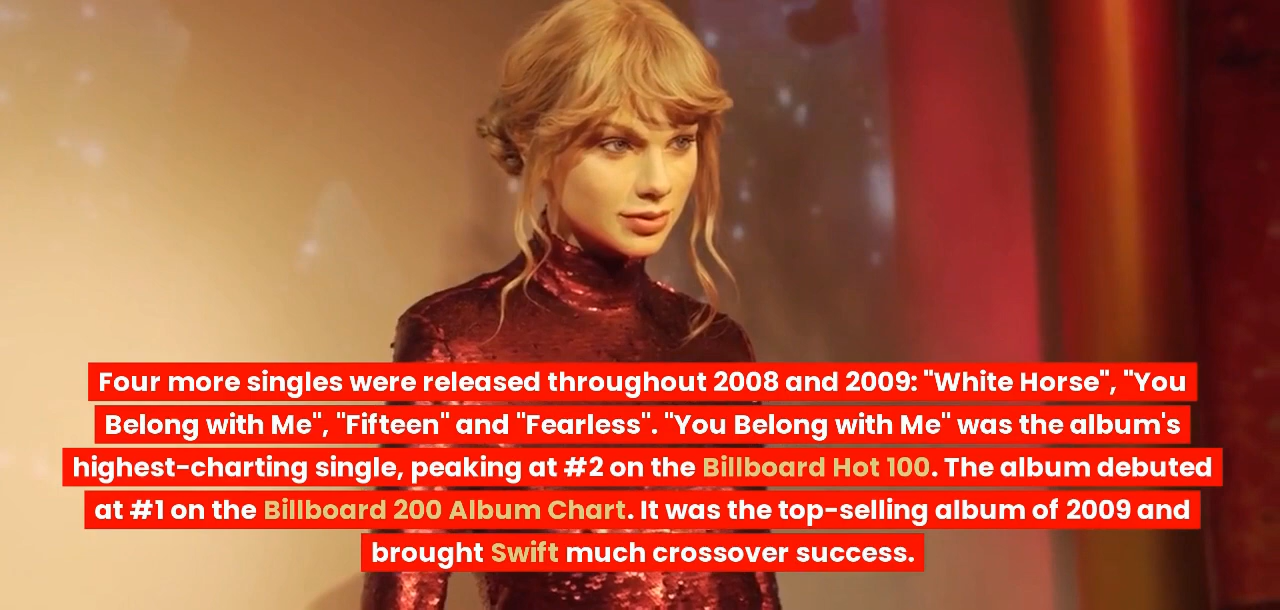 Four more singles were released throughout 2008 and 2009: "White Horse", "You
Belong with Me", "Fifteen" and "Fearless". "You Belong with Me" was the album's
highest-charting single, peaking at #2 on the Billboard Hot 100. The album debuted
at #1 on the Billboard 200 Album Chart. It was the top-selling album of 2009 and
brought Swift much crossover success.